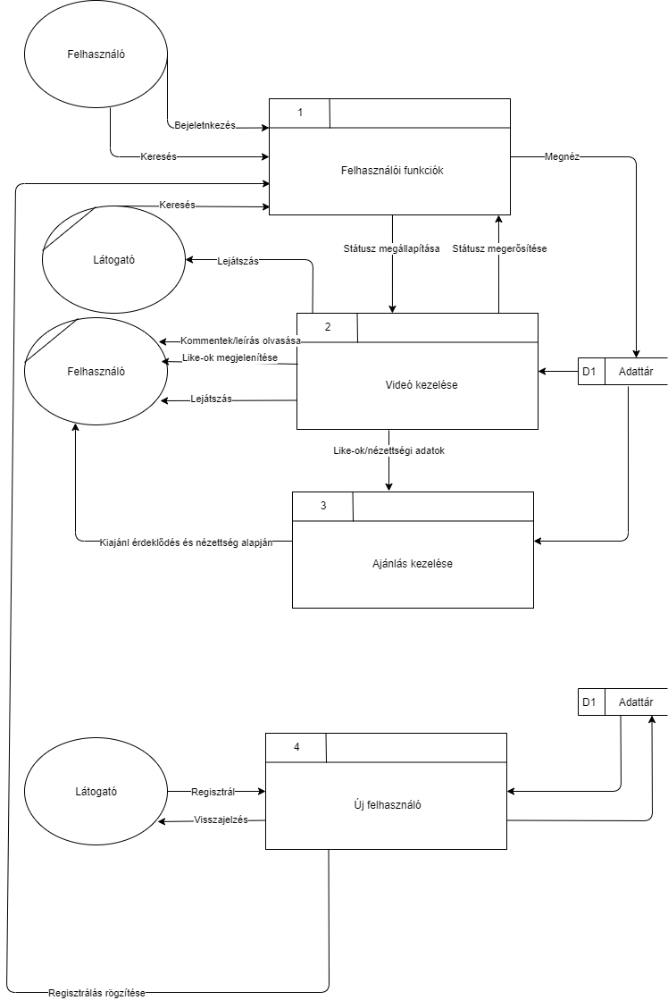 Felhasználó
1
Bejeletnkezés
Keresés
Megnéz
Felhasználói funkciók
Keresés
Státusz megállapítása
Státusz megerősítése
Látogató
Lejátszás
2
Kommentek/leírás olvasása
Like-ok megjelenítése
Felhasználó
D1
Adattár
Videó kezelése
Lejátszás
Like-ok/nézettségi adatok
3
Kiajánl érdeklődés és nézettség alapján
Ajánlás kezelése
D1
Adattár
4
Látogató
Regisztrál
Új felhasználó
Visszajelzés
Regisztrálás rögzítése